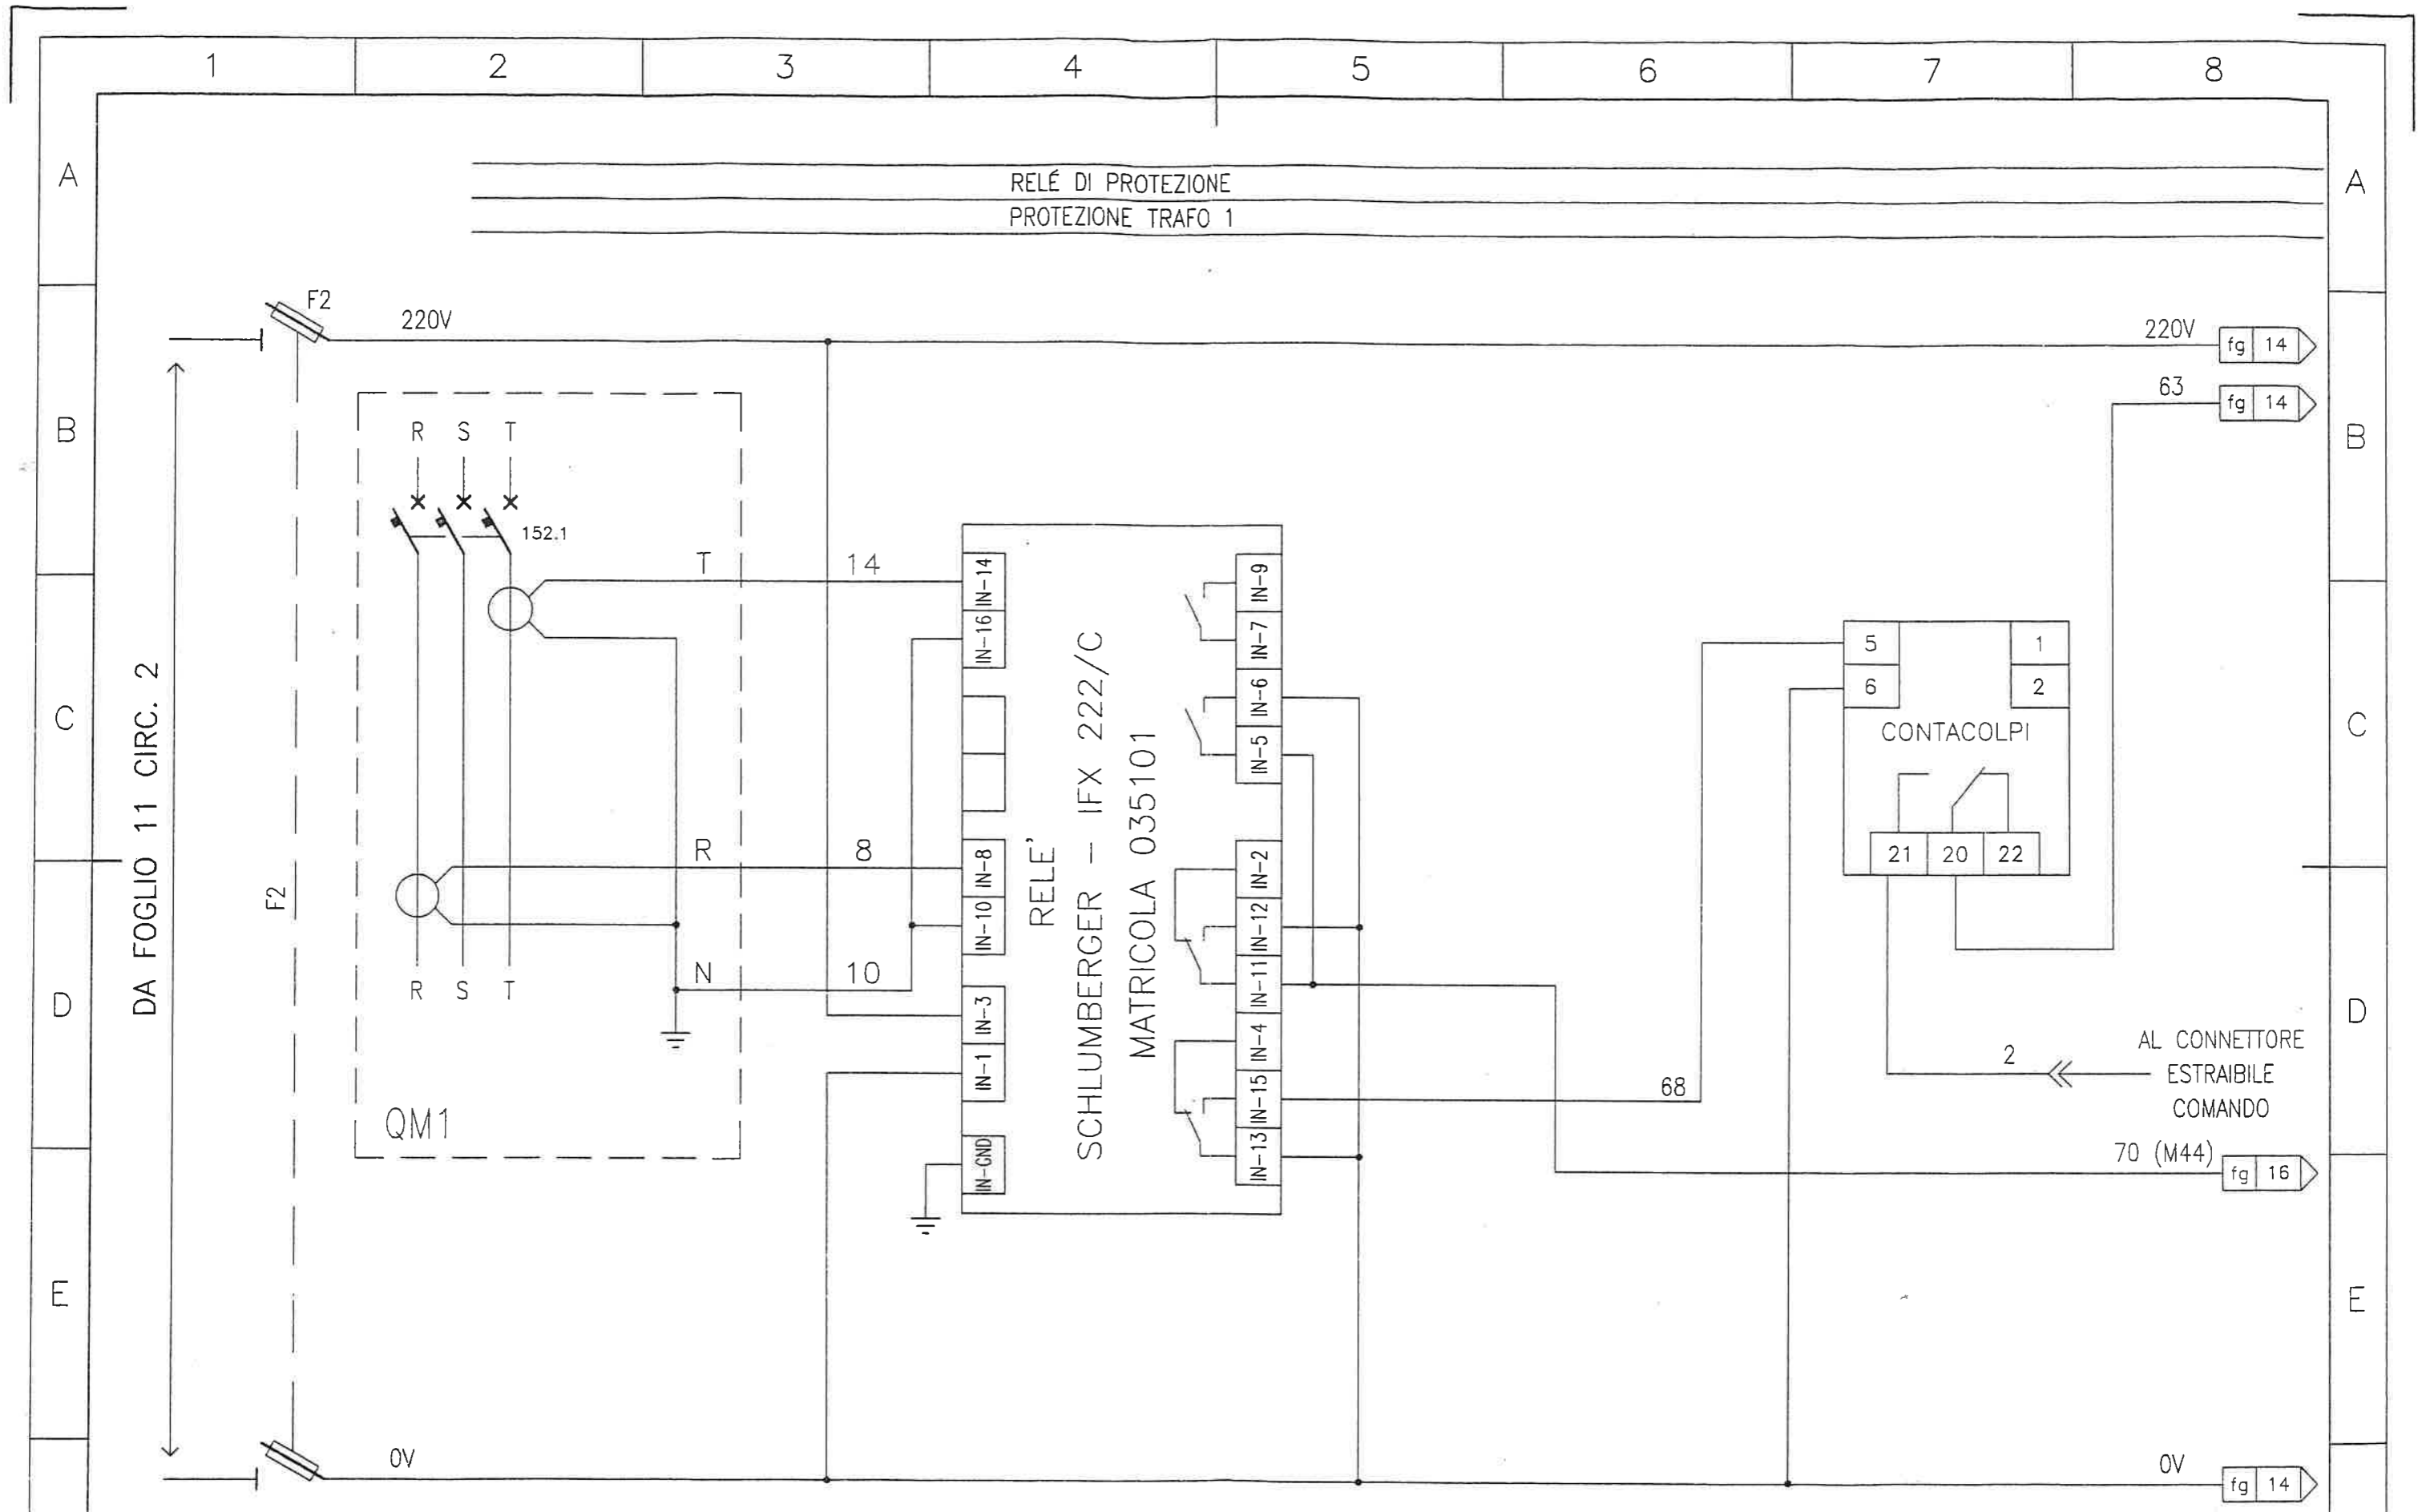 1 2 3 4 5 6 7 8
A A
RELÉ DI PROTEZIONE
PROTEZIONE TRAFO 1
F2
220V
220V
fg 14
63
fg 14
B B
R S T
152.1
T 14
R 8
N 10
R S T
QM1
DA FOGLIO 11 CIRC. 2
F2
C C
IN-14
IN-16
IN-8
IN-10
IN-3
IN-1
IN-GND
RELE'
SCHLUMBERGER - IFX 222/C
MATRICOLA 035101
IN-9
IN-7
IN-6
IN-5
IN-2
IN-12
IN-11
IN-4
IN-15
IN-13
5 1
6 2
CONTACOLPI
21 20 22
D D
68
2
AL CONNETTORE
ESTRAIBILE
COMANDO
70 (M44)
fg 16
E E
0V
0V
fg 14